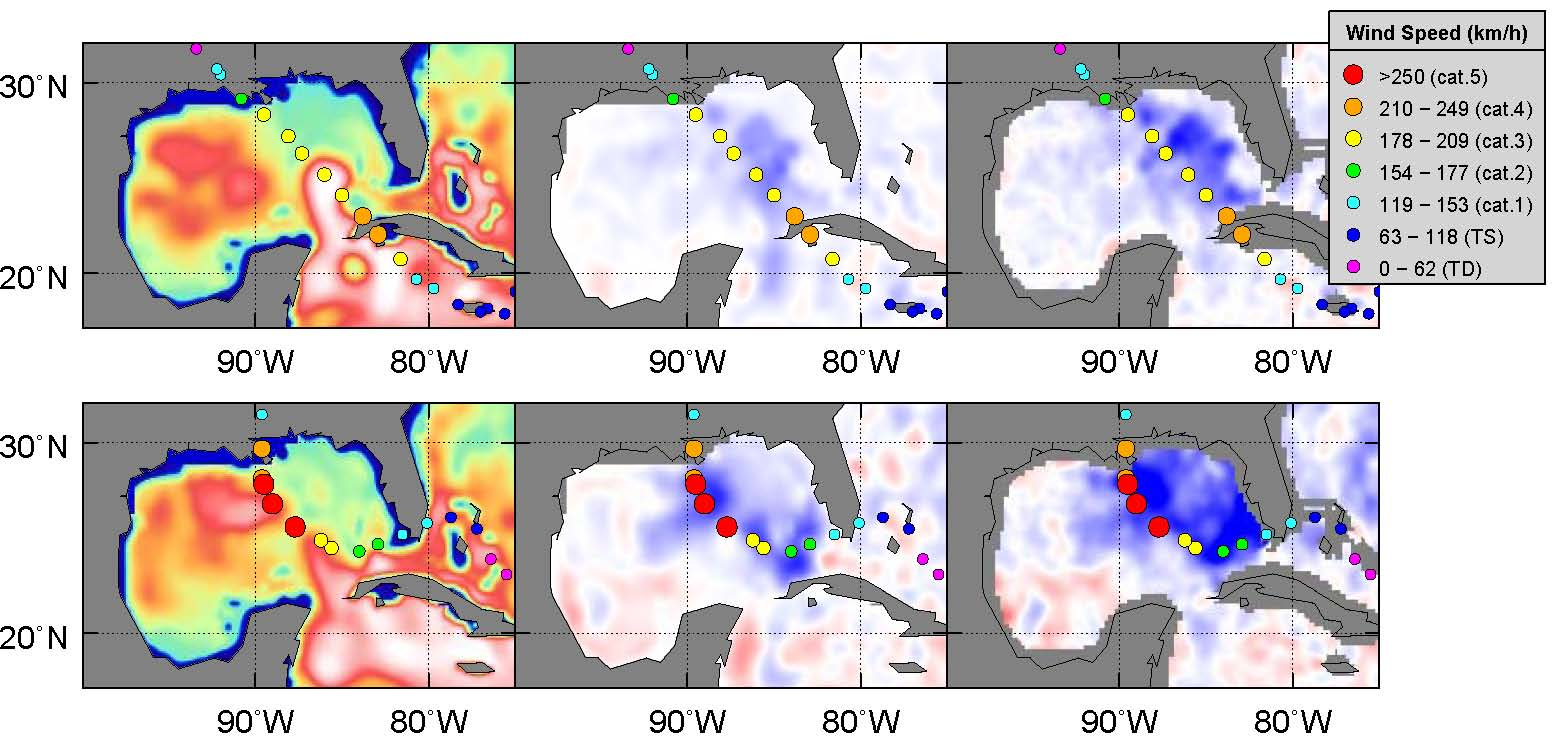 Wind Speed (km/h)
>250 (cat.5)
210 – 249 (cat.4)
178 – 209 (cat.3)
154 – 177 (cat.2)
119 – 153 (cat.1)
63 – 118 (TS)
0 – 62 (TD)
30°N
20°N
90°W 80°W 90°W 80°W 90°W 80°W
30°N
20°N
90°W 80°W 90°W 80°W 90°W 80°W